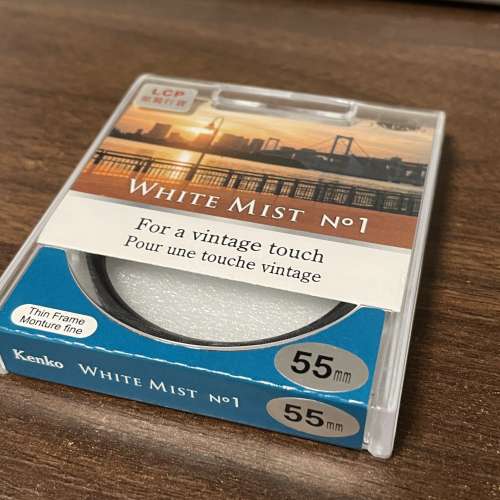 LCP
WHITE MIST No1
For a vintage touch
Pour une touche vintage
Thin Frame
Monture fine
55mm
Kenko WHITE MIST No1
55mm